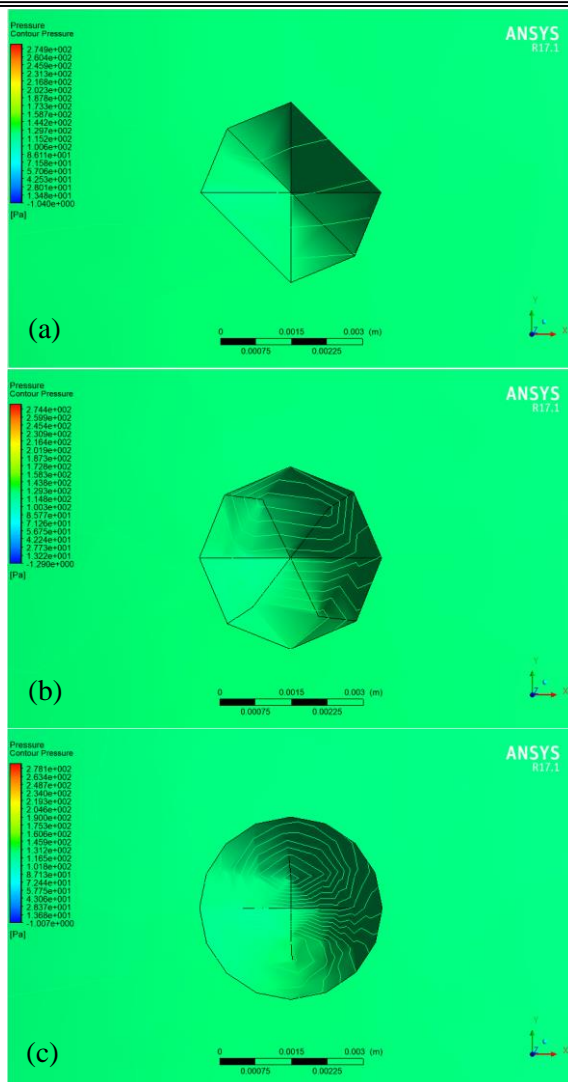 Pressure
Contour Pressure
2.749e+002
2.604e+002
2.459e+002
2.313e+002
2.168e+002
2.023e+002
1.878e+002
1.733e+002
1.587e+002
1.442e+002
1.297e+002
1.152e+002
1.006e+002
8.611e+001
7.158e+001
5.706e+001
4.253e+001
2.801e+001
1.348e+001
-1.040e+000
[Pa]
ANSYS
R17.1
(a)
0 0.0015 0.003 (m)
0.00075 0.00225
Y
Z X
Pressure
Contour Pressure
2.744e+002
2.599e+002
2.454e+002
2.309e+002
2.164e+002
2.019e+002
1.873e+002
1.728e+002
1.583e+002
1.438e+002
1.293e+002
1.148e+002
1.003e+002
8.577e+001
7.126e+001
5.675e+001
4.224e+001
2.773e+001
1.322e+001
-1.290e+000
[Pa]
ANSYS
R17.1
(b)
0 0.0015 0.003 (m)
0.00075 0.00225
Y
Z X
Pressure
Contour Pressure
2.781e+002
2.634e+002
2.487e+002
2.340e+002
2.193e+002
2.046e+002
1.900e+002
1.753e+002
1.606e+002
1.459e+002
1.312e+002
1.165e+002
1.018e+002
8.713e+001
7.244e+001
5.775e+001
4.306e+001
2.837e+001
1.368e+001
-1.007e+000
[Pa]
ANSYS
R17.1
(c)
0 0.0015 0.003 (m)
0.00075 0.00225
Y
Z X